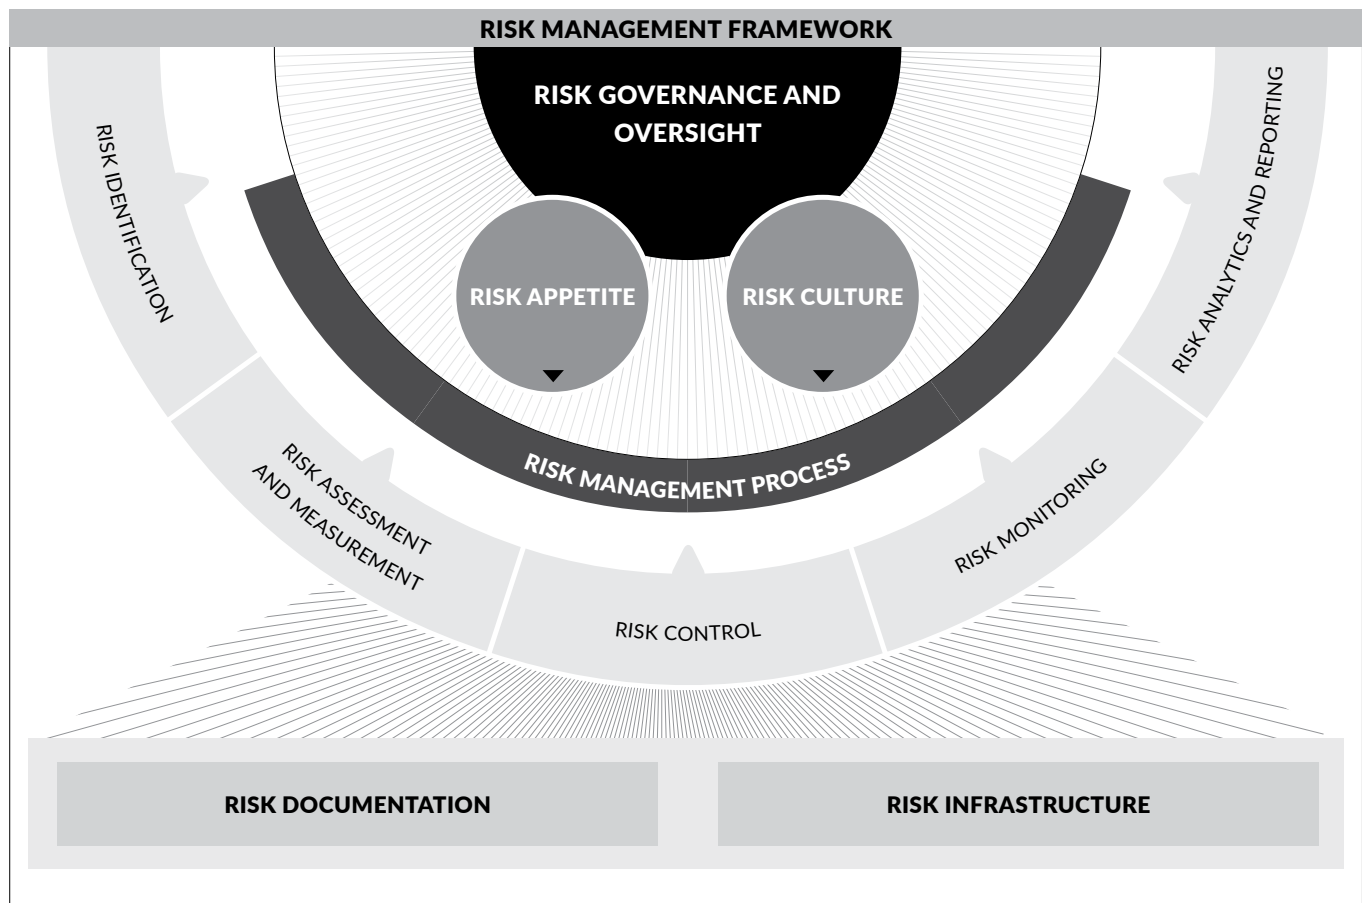 RISK MANAGEMENT FRAMEWORK
RISK GOVERNANCE AND
OVERSIGHT
RISK APPETITE
RISK CULTURE
RISK MANAGEMENT PROCESS
RISK IDENTIFICATION
RISK ASSESSMENT
AND MEASUREMENT
RISK CONTROL
RISK MONITORING
RISK ANALYTICS AND REPORTING
RISK DOCUMENTATION
RISK INFRASTRUCTURE